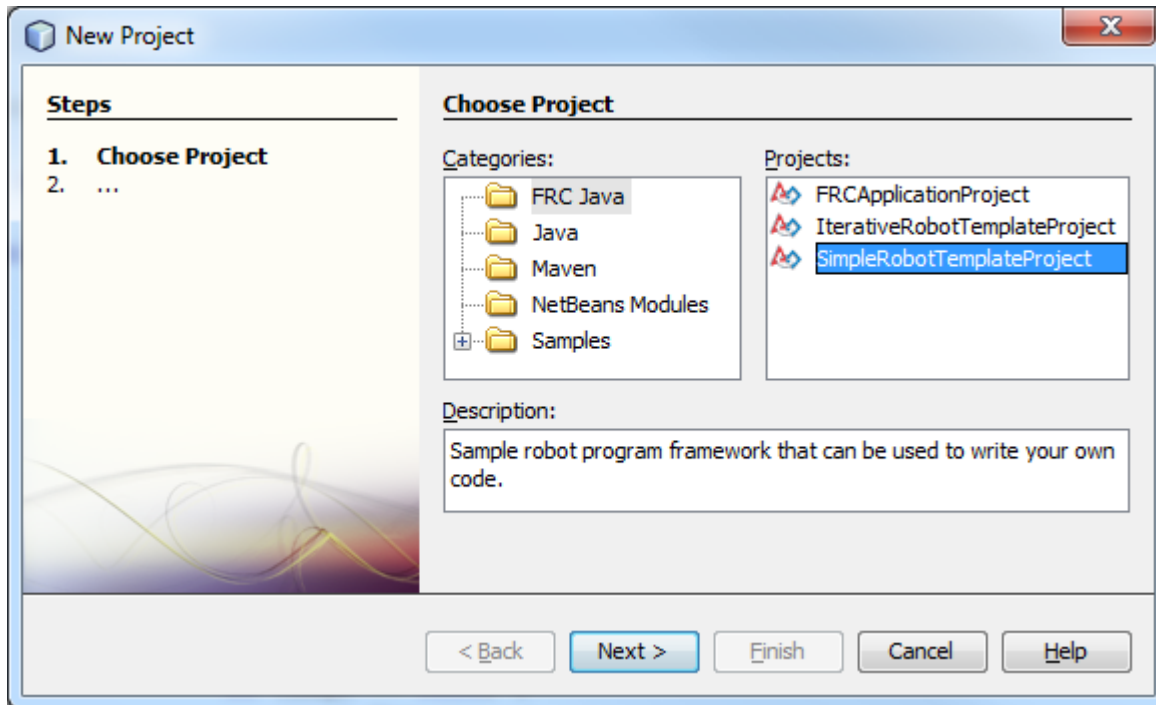 New Project
Steps
1. Choose Project
2. ...
Choose Project
Categories:
FRC Java
Java
Maven
NetBeans Modules
Samples
Projects:
FRCApplicationProject
IterativeRobotTemplateProject
SimpleRobotTemplateProject
Description:
Sample robot program framework that can be used to write your own
code.
< Back
Next >
Finish
Cancel
Help